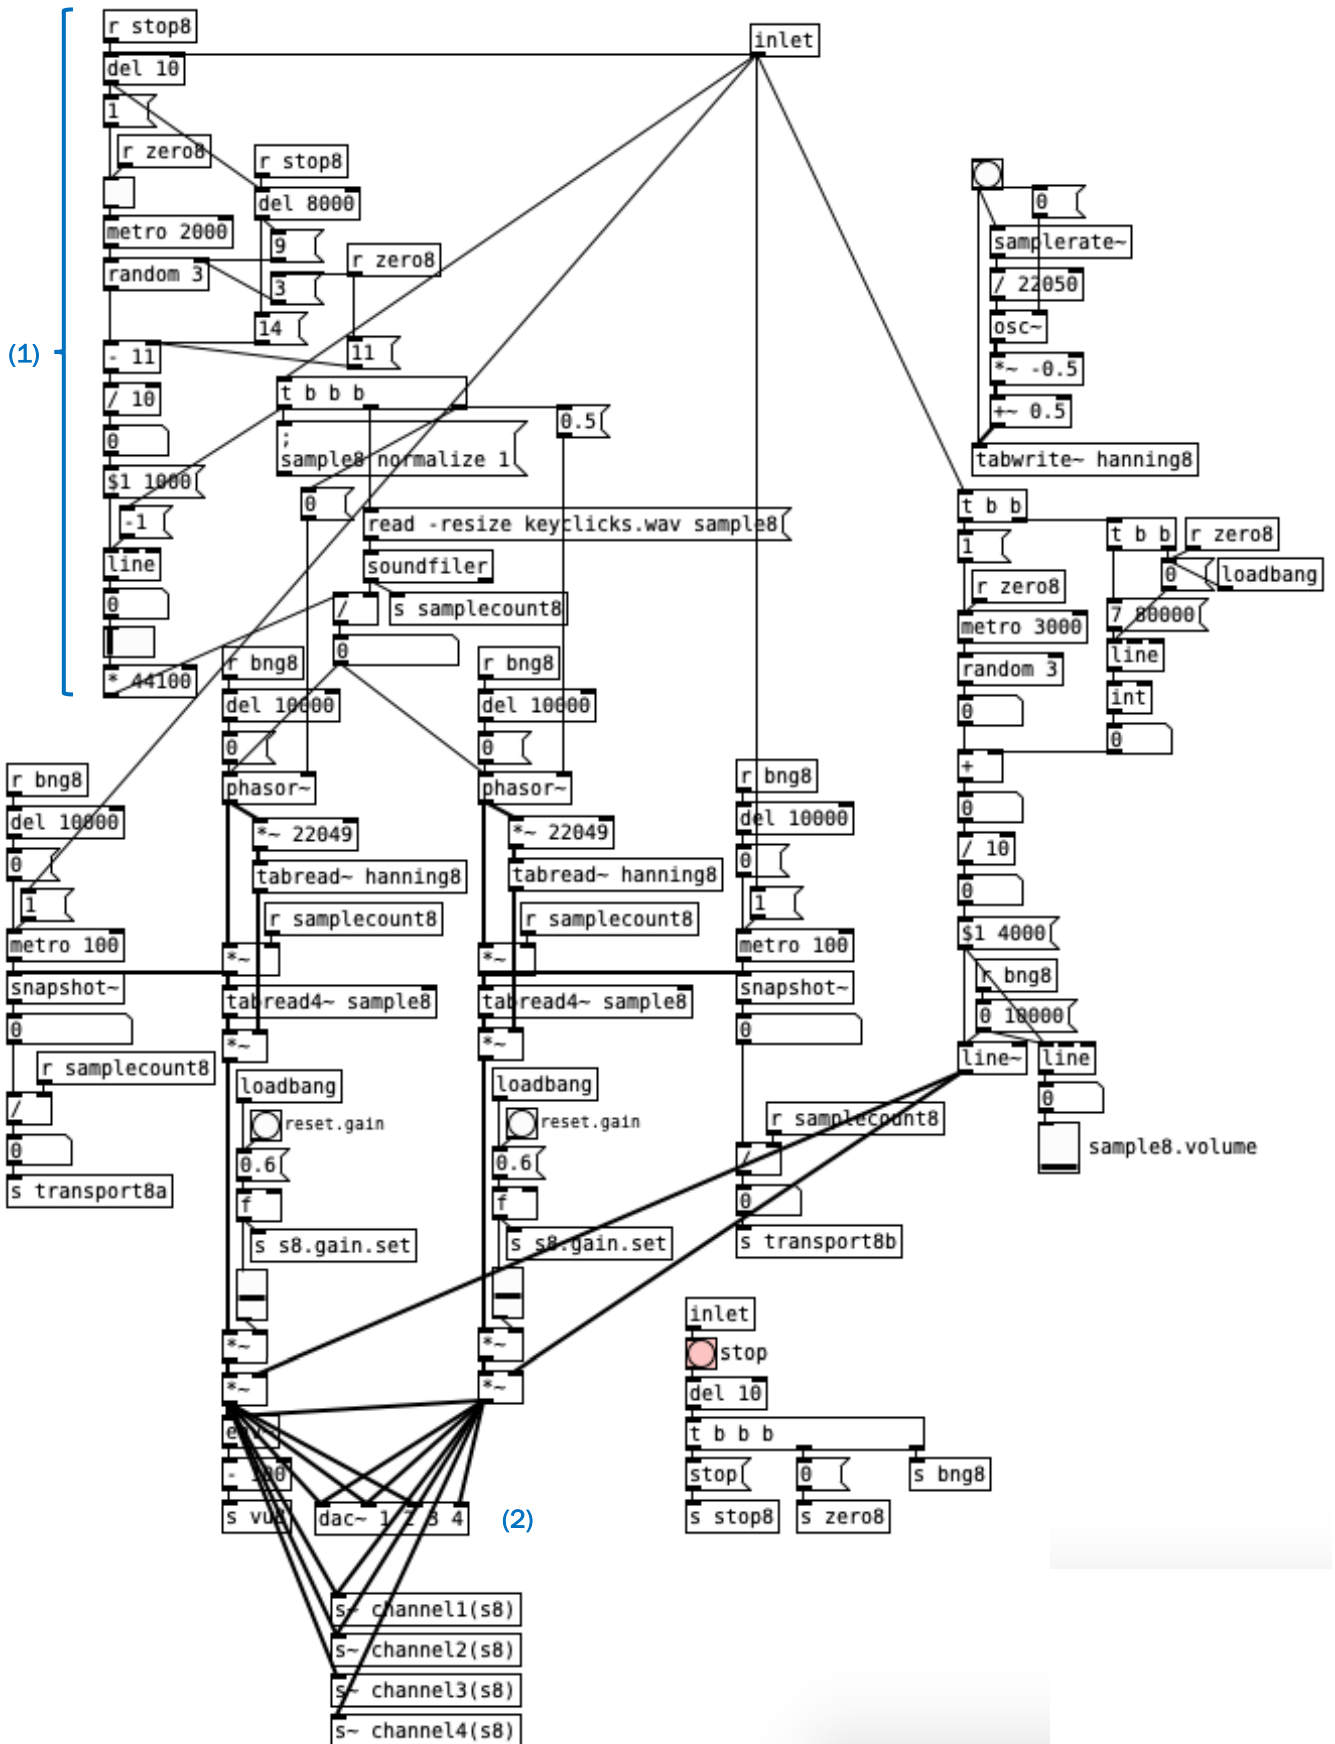 r stop8
inlet
del 10
1
r zero8
r stop8
del 8000
0
metro 2000
9
samplerate~
random 3
r zero8
3
/ 22050
14
osc~
(1)
- 11
11
*~ -0.5
/ 10
t b b b
+~ 0.5
0
;
0.5
sample8 normalize 1
tabwrite~ hanning8
$1 1000
0
t b b
-1
read -resize keyclicks.wav sample8
1
t b b
r zero8
line
soundfiler
0
loadbang
r zero8
0
/
s samplecount8
7 80000
metro 3000
0
line
r bng8
r bng8
random 3
* 44100
int
del 10000
del 10000
0
0
0
0
+
r bng8
phasor~
phasor~
r bng8
0
del 10000
*~ 22049
*~ 22049
del 10000
/ 10
0
tabread~ hanning8
tabread~ hanning8
0
0
1
r samplecount8
r samplecount8
1
$1 4000
metro 100
*~
*~
metro 100
r bng8
snapshot~
tabread4~ sample8
tabread4~ sample8
snapshot~
0 10000
0
*~
*~
0
line~
line
r samplecount8
loadbang
loadbang
0
/
reset.gain
reset.gain
r samplecount8
sample8.volume
0
0.6
0.6
/
s transport8a
f
f
0
s s8.gain.set
s s8.gain.set
s transport8b
inlet
*~
*~
stop
*~
*~
del 10
t b b b
stop
0
s bng8
dac~ 1 2 3 4
(2)
s stop8
s zero8
s~ channel1(s8)
s~ channel2(s8)
s~ channel3(s8)
s~ channel4(s8)